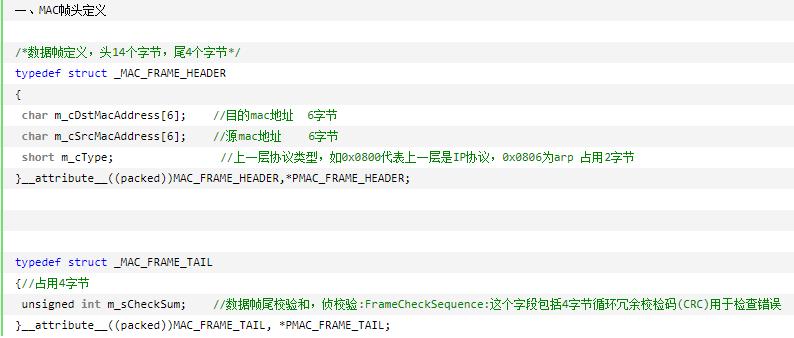 一、MAC帧头定义
/*数据帧定义，头14个字节，尾4个字节*/
typedef struct _MAC_FRAME_HEADER
{
char m_cDstMacAddress[6]; //目的mac地址 6字节
char m_cSrcMacAddress[6]; //源mac地址 6字节
short m_cType; //上一层协议类型，如0x0800代表上一层是IP协议，0x0806为arp 占用2字节
}__attribute__((packed))MAC_FRAME_HEADER,*PMAC_FRAME_HEADER;
typedef struct _MAC_FRAME_TAIL
{//占用4字节
unsigned int m_sCheckSum; //数据帧尾校验和，侦校验:FrameCheckSequence:这个字段包括4字节循环冗余校检码(CRC)用于检查错误
}__attribute__((packed))MAC_FRAME_TAIL, *PMAC_FRAME_TAIL;